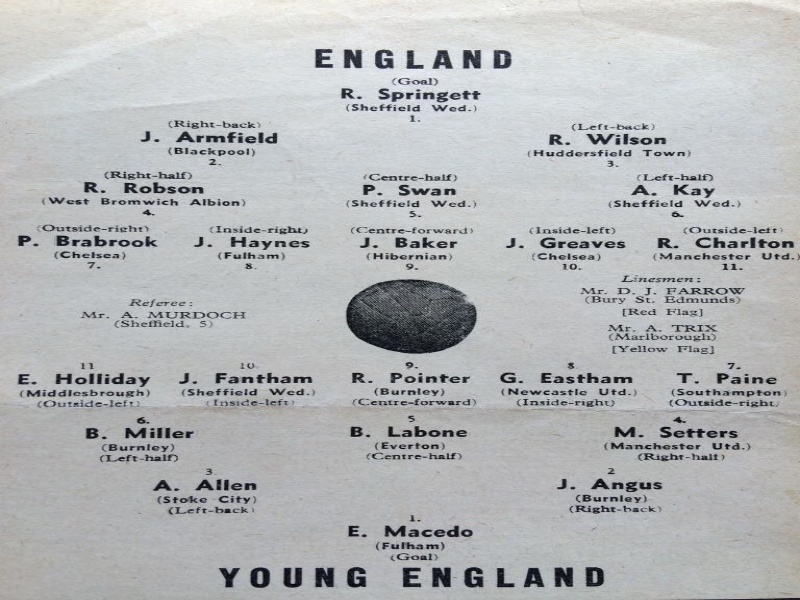 ENGLAND
(Goal)
R. Springett
(Sheffield Wed.)
1.
(Right-back)
J. Armfield
(Blackpool)
2.
(Left-back)
R. Wilson
(Huddersfield Town)
3.
(Right-half)
R. Robson
(West Bromwich Albion)
4.
(Centre-half)
P. Swan
(Sheffield Wed.)
5.
(Left-half)
A. Kay
(Sheffield Wed.)
6.
(Outside-right)
P. Brabrook
(Chelsea)
7.
(Inside-right)
J. Haynes
(Fulham)
8.
(Centre-forward)
J. Baker
(Hibernian)
9.
(Inside-left)
J. Greaves
(Chelsea)
10.
(Outside-left)
R. Charlton
(Manchester Utd.)
11.
Referee:
Mr. A. MURDOCH
(Sheffield, 5)
Linesmen:
Mr. D. J. FARROW
(Bury St. Edmunds)
[Red Flag]
Mr. A. TRIX
(Marlborough)
[Yellow Flag]
11
E. Holliday
(Middlesbrough)
(Outside-left)
10.
J. Fantham
(Sheffield Wed.)
(Inside-left)
9.
R. Pointer
(Burnley)
(Centre-forward)
8
G. Eastham
(Newcastle Utd.)
(Inside-right)
7.
T. Paine
(Southampton)
(Outside-right)
6.
B. Miller
(Burnley)
(Left-half)
5
B. Labone
(Everton)
(Centre-half)
4.
M. Setters
(Manchester Utd.)
(Right-half)
3
A. Allen
(Stoke City)
(Left-back)
2
J. Angus
(Burnley)
(Right-back)
1.
E. Macedo
(Fulham)
(Goal)
YOUNG ENGLAND